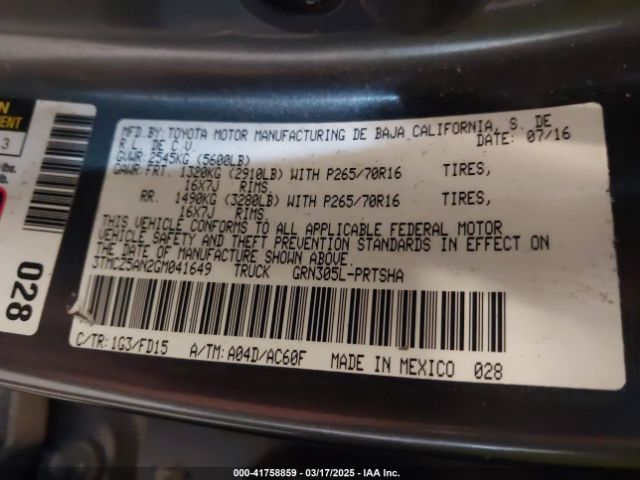 MFD.BY:TOYOTA MOTOR MANUFACTURING DE BAJA CALIFORNIA, S. DE
R.L. DE C.V. DATE: 07/16
GVWR: 2545KG (5600LB)
GAWR: FRT. 1320KG (2910LB) WITH P265/70R16 TIRES,
16X7J RIMS
RR. 1490KG (3280LB) WITH P265/70R16 TIRES,
16X7J RIMS
THIS VEHICLE CONFORMS TO ALL APPLICABLE FEDERAL MOTOR
VEHICLE SAFETY AND THEFT PREVENTION STANDARDS IN EFFECT ON
THE DATE OF MANUFACTURE SHOWN ABOVE.
3TMCZ5AN2GM041649 TRUCK GRN305L-PRTSHA
C/TR: 1G3/FD15 A/TM: A04D/AC60F MADE IN MEXICO 028
028
3
lbs.
000-41758859 — 03/17/2025 — IAA Inc.